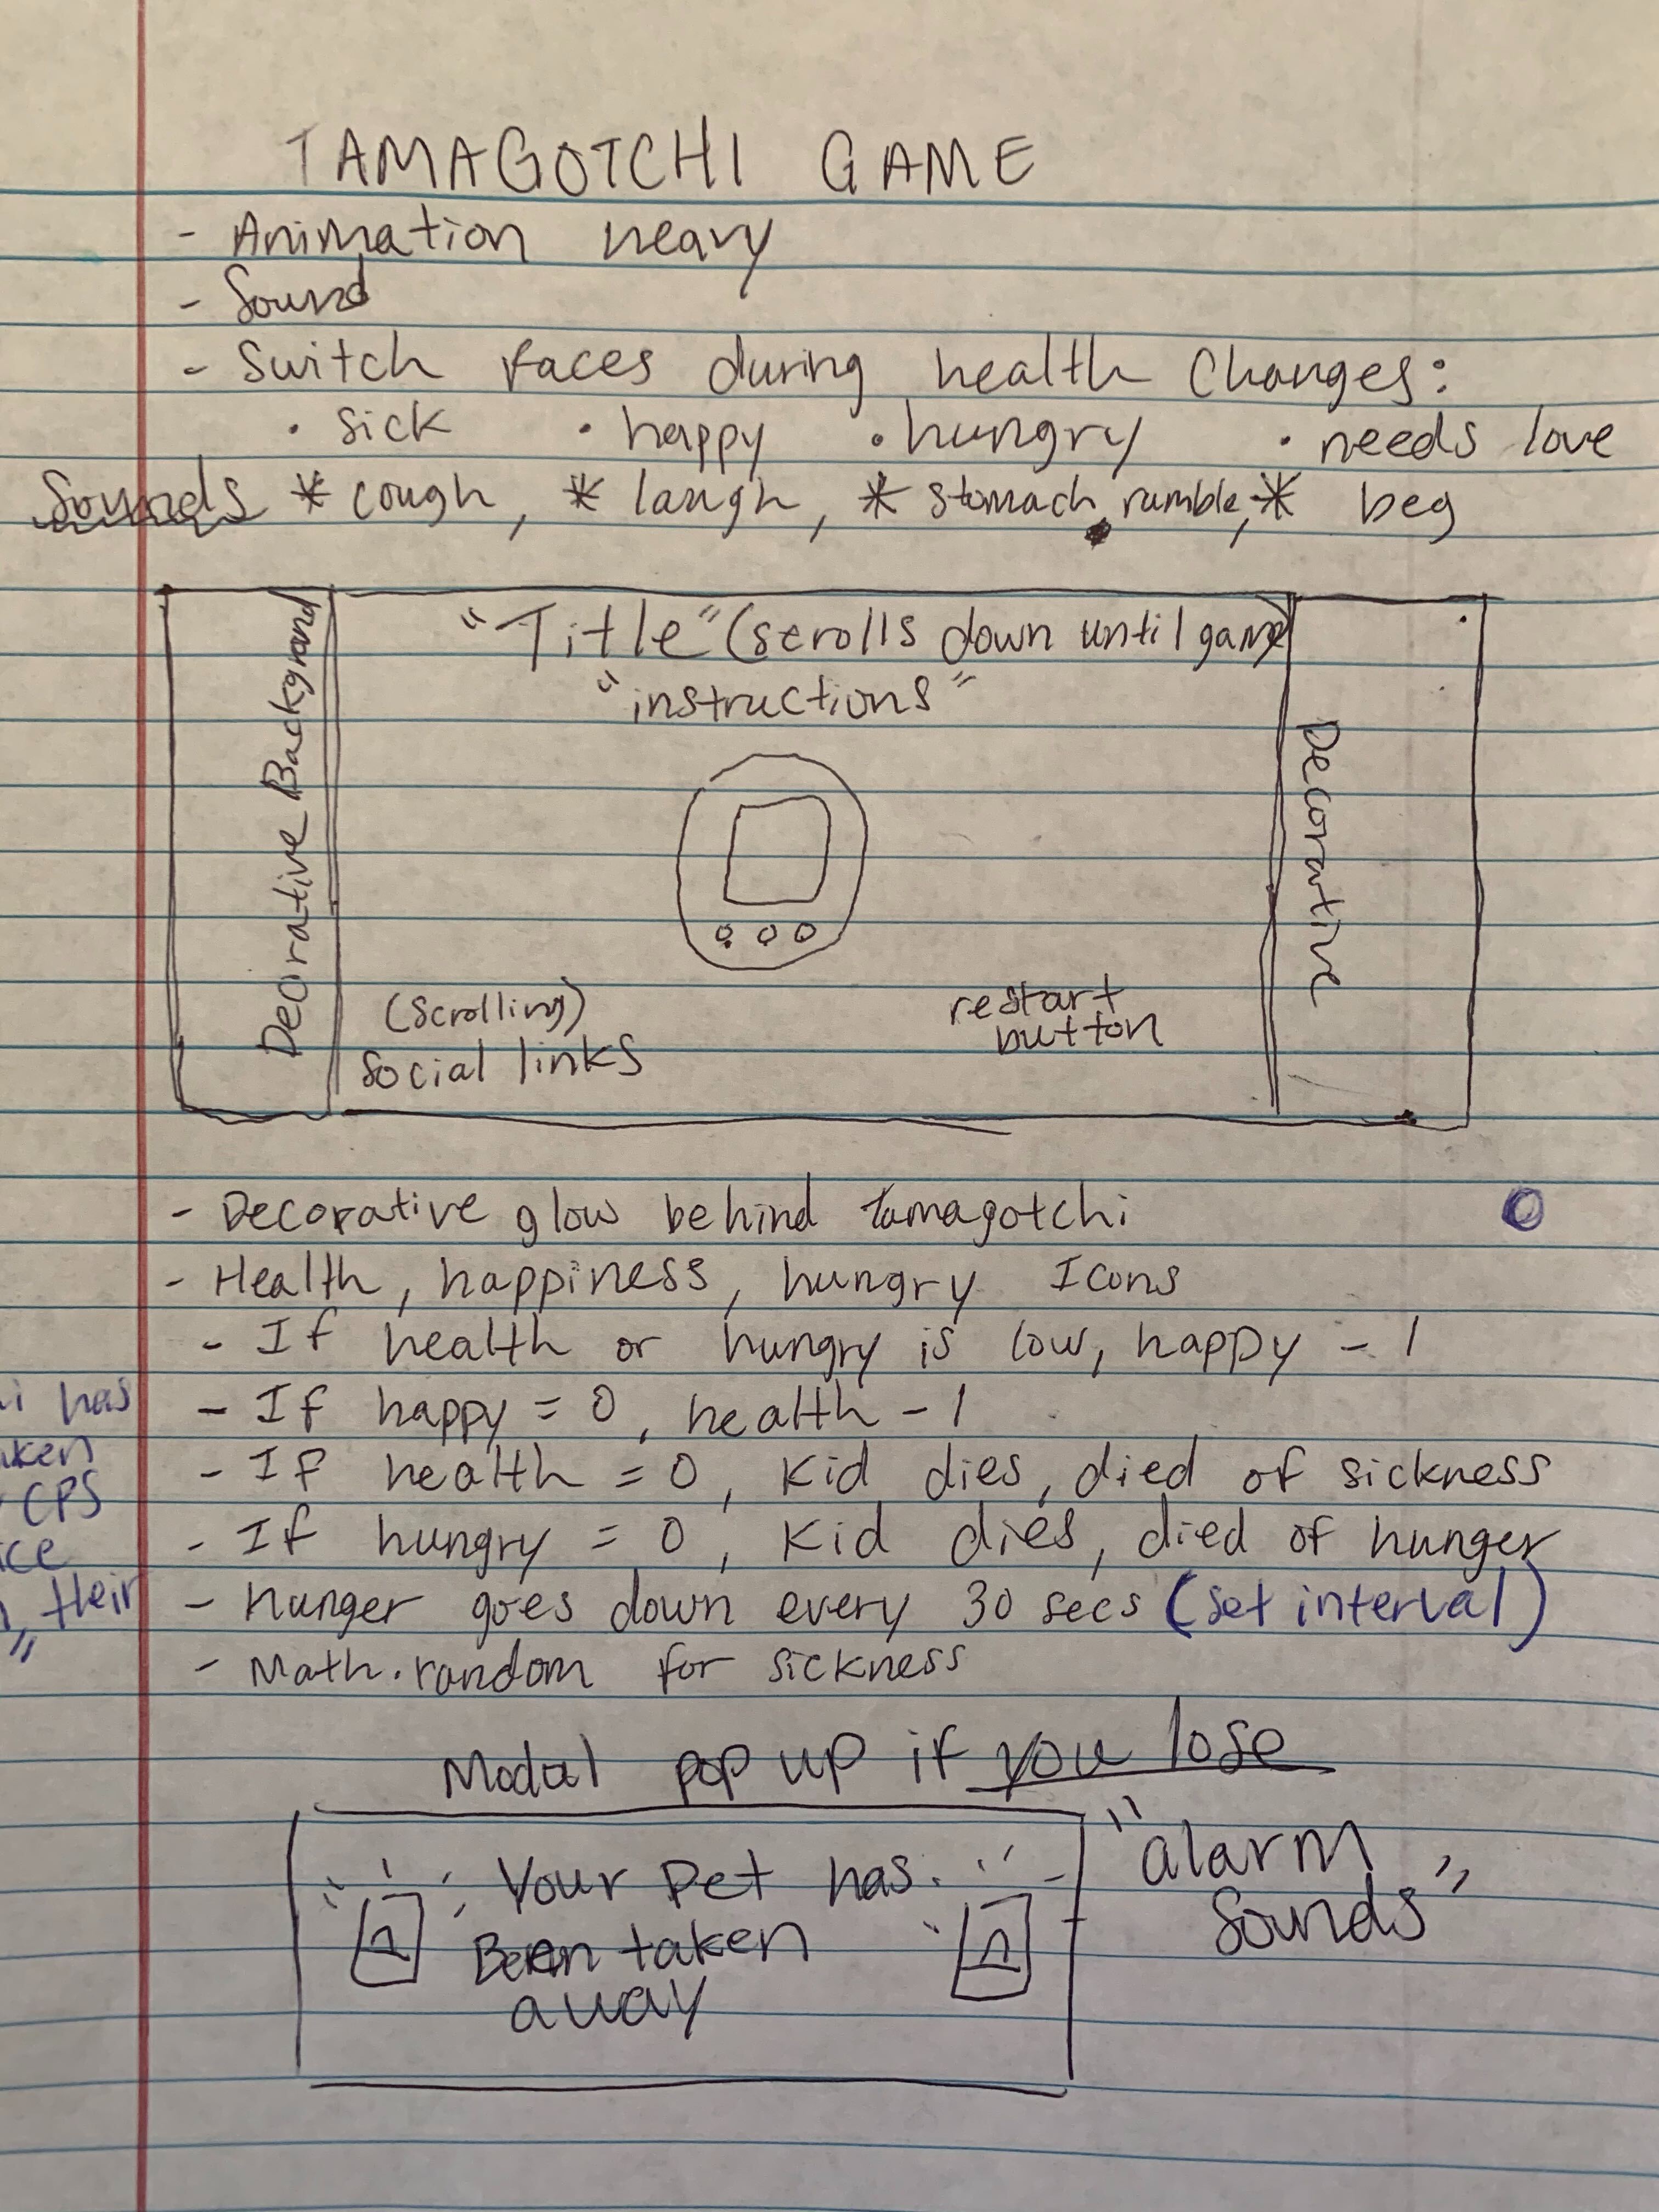 TAMAGOTCHI GAME
- Animation heavy
- Sound
- Switch faces during health changes:
· sick · happy · hungry · needs love
Sounds * cough, * laugh, * stomach rumble, * beg
Decorative Background
"Title" (scrolls down until game
"instructions"
Decorative
(scrolling)
social links
restart
button
- Decorative glow behind tamagotchi
- Health, happiness, hungry Icons
- If health or hungry is low, happy - 1
- If happy = 0, health - 1
- If health = 0, kid dies, died of sickness
- If hungry = 0, kid dies, died of hunger
- hunger goes down every 30 secs (set interval)
- Math.random for sickness
i has
aken
CPS
ice
, their
"
Modal pop up if you lose
Your Pet has
Been taken
away
"alarm
sounds"